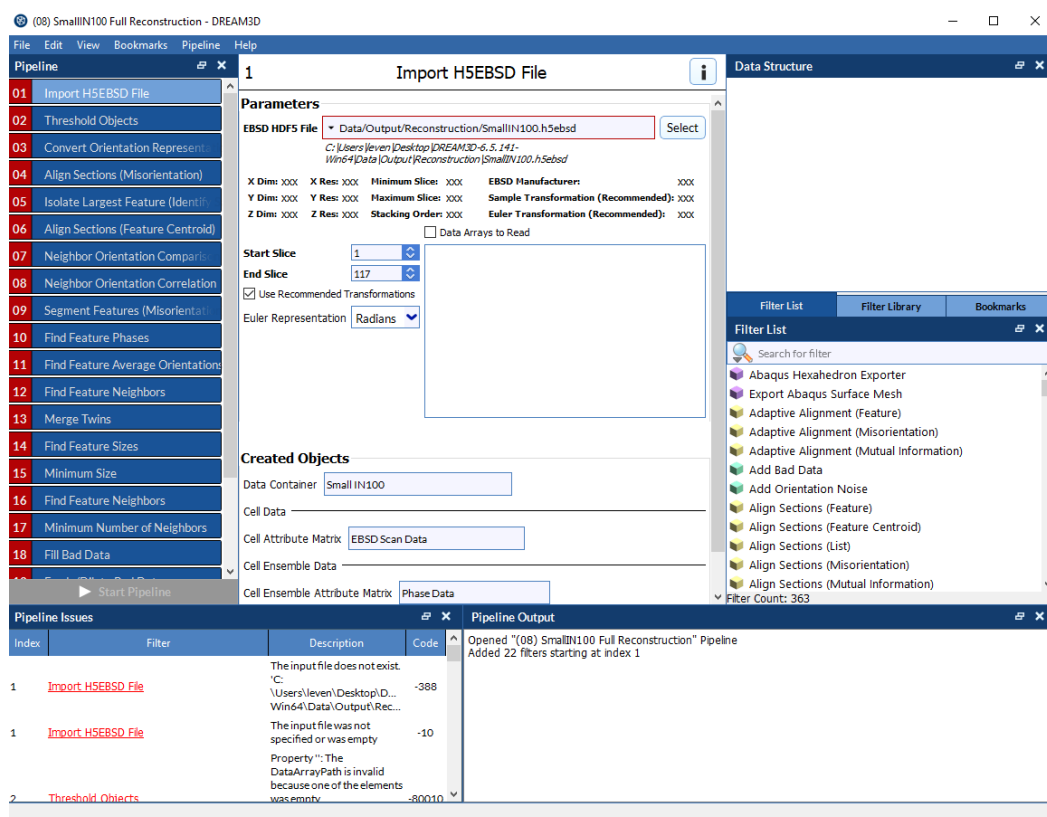 (08) SmallIN100 Full Reconstruction - DREAM3D
File Edit View Bookmarks Pipeline Help
Pipeline
01 Import H5EBSD File
02 Threshold Objects
03 Convert Orientation Representa
04 Align Sections (Misorientation)
05 Isolate Largest Feature (Identify
06 Align Sections (Feature Centroid)
07 Neighbor Orientation Comparis
08 Neighbor Orientation Correlation
09 Segment Features (Misorientati
10 Find Feature Phases
11 Find Feature Average Orientations
12 Find Feature Neighbors
13 Merge Twins
14 Find Feature Sizes
15 Minimum Size
16 Find Feature Neighbors
17 Minimum Number of Neighbors
18 Fill Bad Data
Start Pipeline
1 Import H5EBSD File
Parameters
EBSD HDF5 File Data/Output/Reconstruction/SmallIN100.h5ebsd Select
C:\Users\leven\Desktop\DREAM3D-6.5.141-
Win64\Data\Output\Reconstruction\SmallIN100.h5ebsd
X Dim: xxx X Res: xxx Minimum Slice: xxx EBSD Manufacturer: xxx
Y Dim: xxx Y Res: xxx Maximum Slice: xxx Sample Transformation (Recommended): xxx
Z Dim: xxx Z Res: xxx Stacking Order: xxx Euler Transformation (Recommended): xxx
Data Arrays to Read
Start Slice 1
End Slice 117
Use Recommended Transformations
Euler Representation Radians
Created Objects
Data Container Small IN100
Cell Data
Cell Attribute Matrix EBSD Scan Data
Cell Ensemble Data
Cell Ensemble Attribute Matrix Phase Data
Data Structure
Filter List Filter Library Bookmarks
Filter List
Search for filter
Abaqus Hexahedron Exporter
Export Abaqus Surface Mesh
Adaptive Alignment (Feature)
Adaptive Alignment (Misorientation)
Adaptive Alignment (Mutual Information)
Add Bad Data
Add Orientation Noise
Align Sections (Feature)
Align Sections (Feature Centroid)
Align Sections (List)
Align Sections (Misorientation)
Align Sections (Mutual Information)
Filter Count: 363
Pipeline Issues
Index Filter Description Code
The input file does not exist.
'C:
1 Import H5EBSD File \Users\leven\Desktop\D... -388
Win64\Data\Output\Rec...
The input file was not
1 Import H5EBSD File specified or was empty -10
Property '': The
DataArrayPath is invalid
because one of the elements
2 Threshold Objects was empty -80010
Pipeline Output
Opened "(08) SmallIN100 Full Reconstruction" Pipeline
Added 22 filters starting at index 1